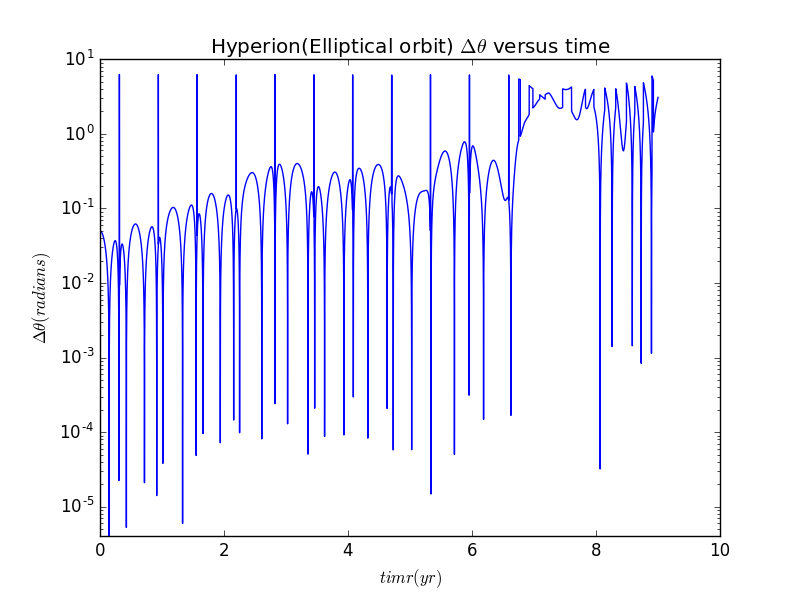 Hyperion(Elliptical orbit) Δθ versus time
10^1
10^0
10^-1
10^-2
10^-3
10^-4
10^-5
Δθ(radians)
0 2 4 6 8 10
timr(yr)